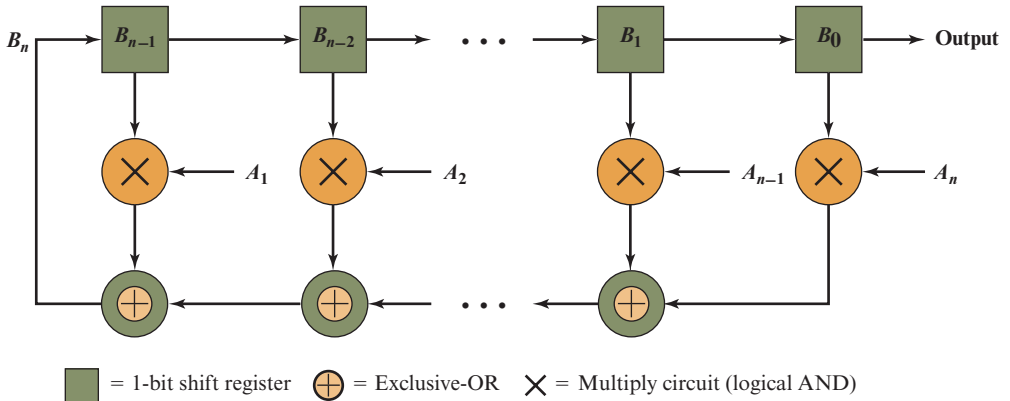 Bₙ Bₙ₋₁ Bₙ₋₂ • • • B₁ B0 Output
A₁ A₂ Aₙ₋₁ Aₙ
• • •
= 1-bit shift register = Exclusive-OR = Multiply circuit (logical AND)